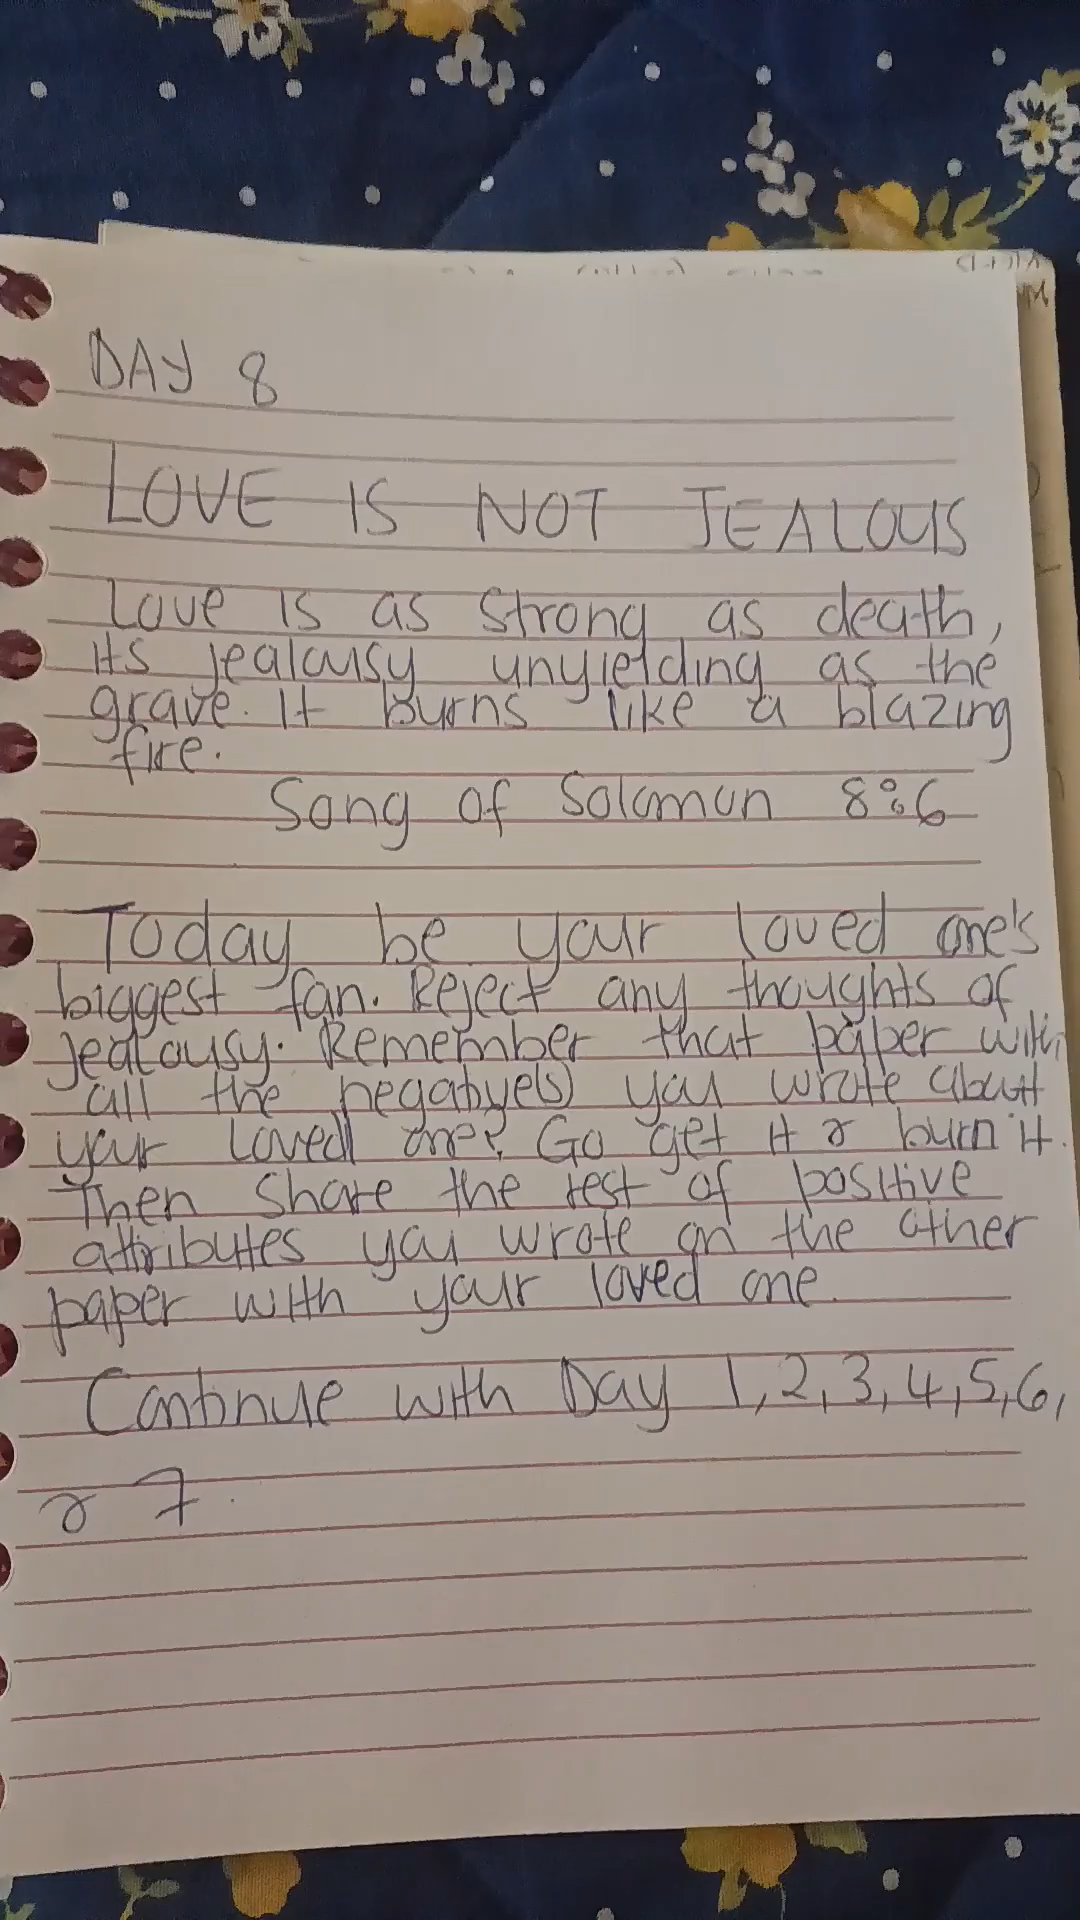 DAY 8
LOVE IS NOT JEALOUS
Love is as strong as death,
its jealousy unyielding as the
grave. It burns like a blazing
fire.
Song of Solomon 8:6
Today be your loved one's
biggest fan. Reject any thoughts of
jealousy. Remember that paper with
all the negative(s) you wrote about
your loved one? Go get it & burn it.
Then share the rest of positive
attributes you wrote on the other
paper with your loved one.
Continue with Day 1, 2, 3, 4, 5, 6,
& 7.